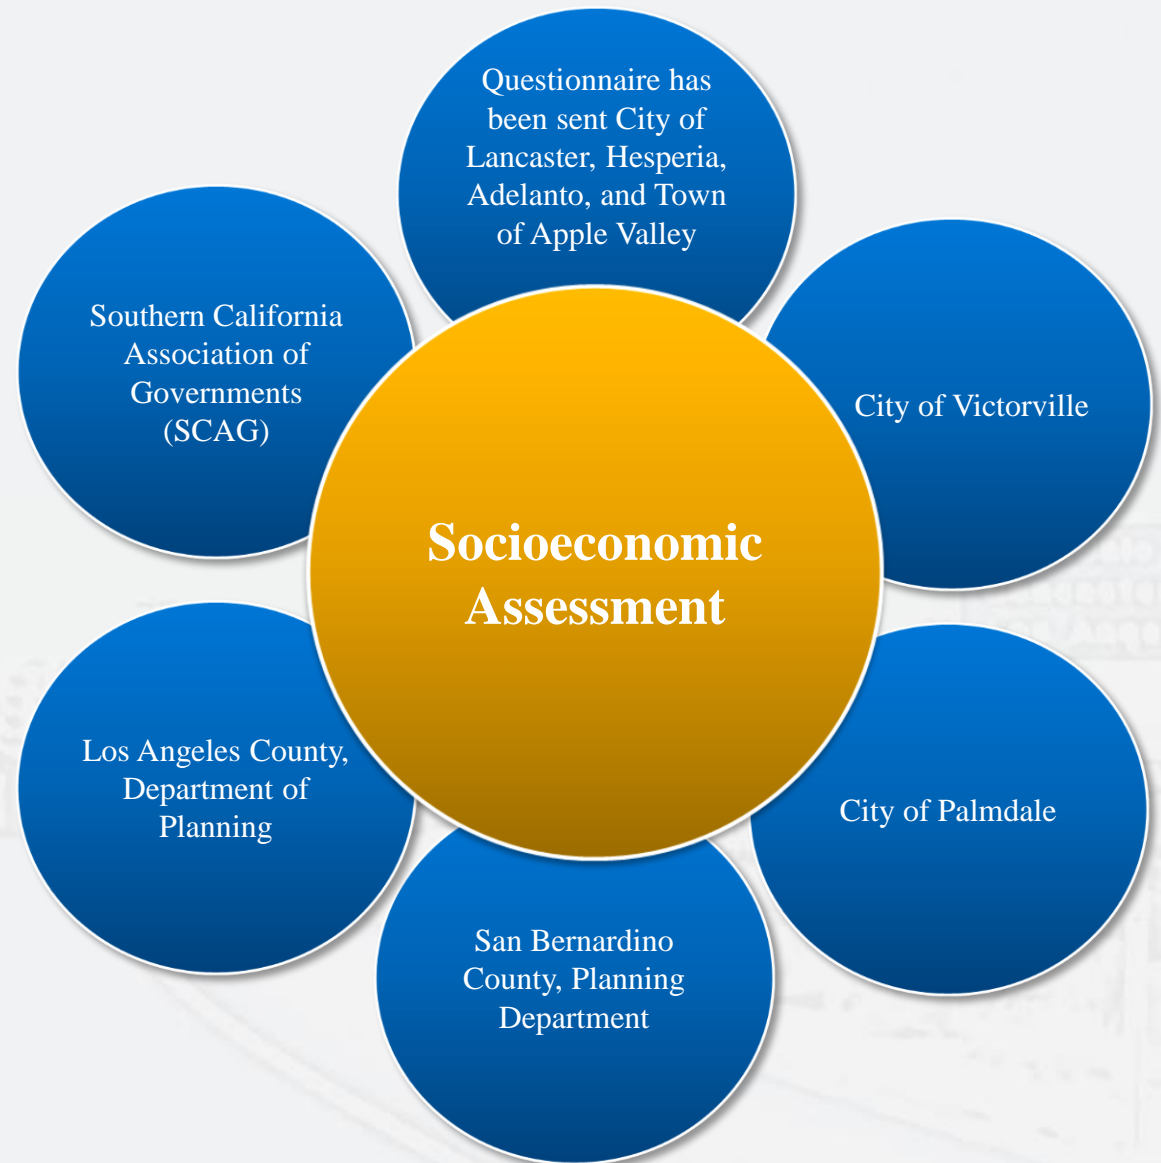 Questionnaire has
been sent City of
Lancaster, Hesperia,
Adelanto, and Town
of Apple Valley
City of Victorville
City of Palmdale
San Bernardino
County, Planning
Department
Los Angeles County,
Department of
Planning
Southern California
Association of
Governments
(SCAG)
Socioeconomic
Assessment